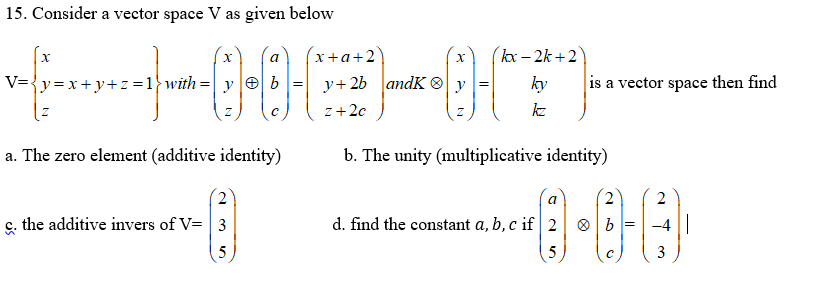 15. Consider a vector space V as given below
V={(x y = x + y + z = 1 z} with = (x y z) ⊕ (a b c) = (x + a + 2 y + 2b z + 2c) and K ⊗ (x y z) = (kx − 2k + 2 ky kz) is a vector space then find
a. The zero element (additive identity) b. The unity (multiplicative identity)
c. the additive invers of V= (2 3 5) d. find the constant a, b, c if (a 2 5) ⊗ (2 b c) = (2 −4 3)